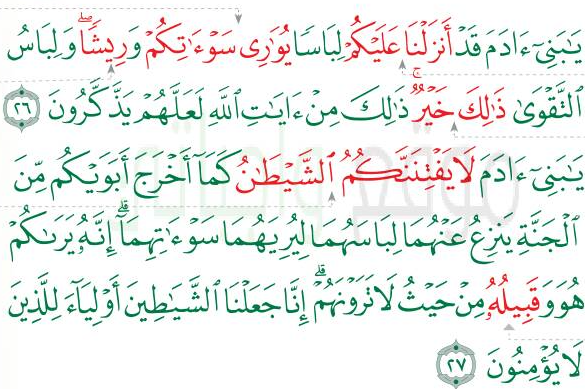 يَٰبَنِيٓ ءَادَمَ قَدْ أَنزَلْنَا عَلَيْكُمْ لِبَاسٗا يُوَٰرِي سَوْءَٰتِكُمْ وَرِيشٗاۖ وَلِبَاسُ
ٱلتَّقْوَىٰ ذَٰلِكَ خَيْرٞۚ ذَٰلِكَ مِنْ ءَايَٰتِ ٱللَّهِ لَعَلَّهُمْ يَذَّكَّرُونَ ٢٦
يَٰبَنِيٓ ءَادَمَ لَا يَفْتِنَنَّكُمُ ٱلشَّيْطَٰنُ كَمَآ أَخْرَجَ أَبَوَيْكُم مِّنَ
ٱلْجَنَّةِ يَنزِعُ عَنْهُمَا لِبَاسَهُمَا لِيُرِيَهُمَا سَوْءَٰتِهِمَآۗ إِنَّهُۥ يَرَىٰكُمْ
هُوَ وَقَبِيلُهُۥ مِنْ حَيْثُ لَا تَرَوْنَهُمْۗ إِنَّا جَعَلْنَا ٱلشَّيَٰطِينَ أَوْلِيَآءَ لِلَّذِينَ
لَا يُؤْمِنُونَ ٢٧